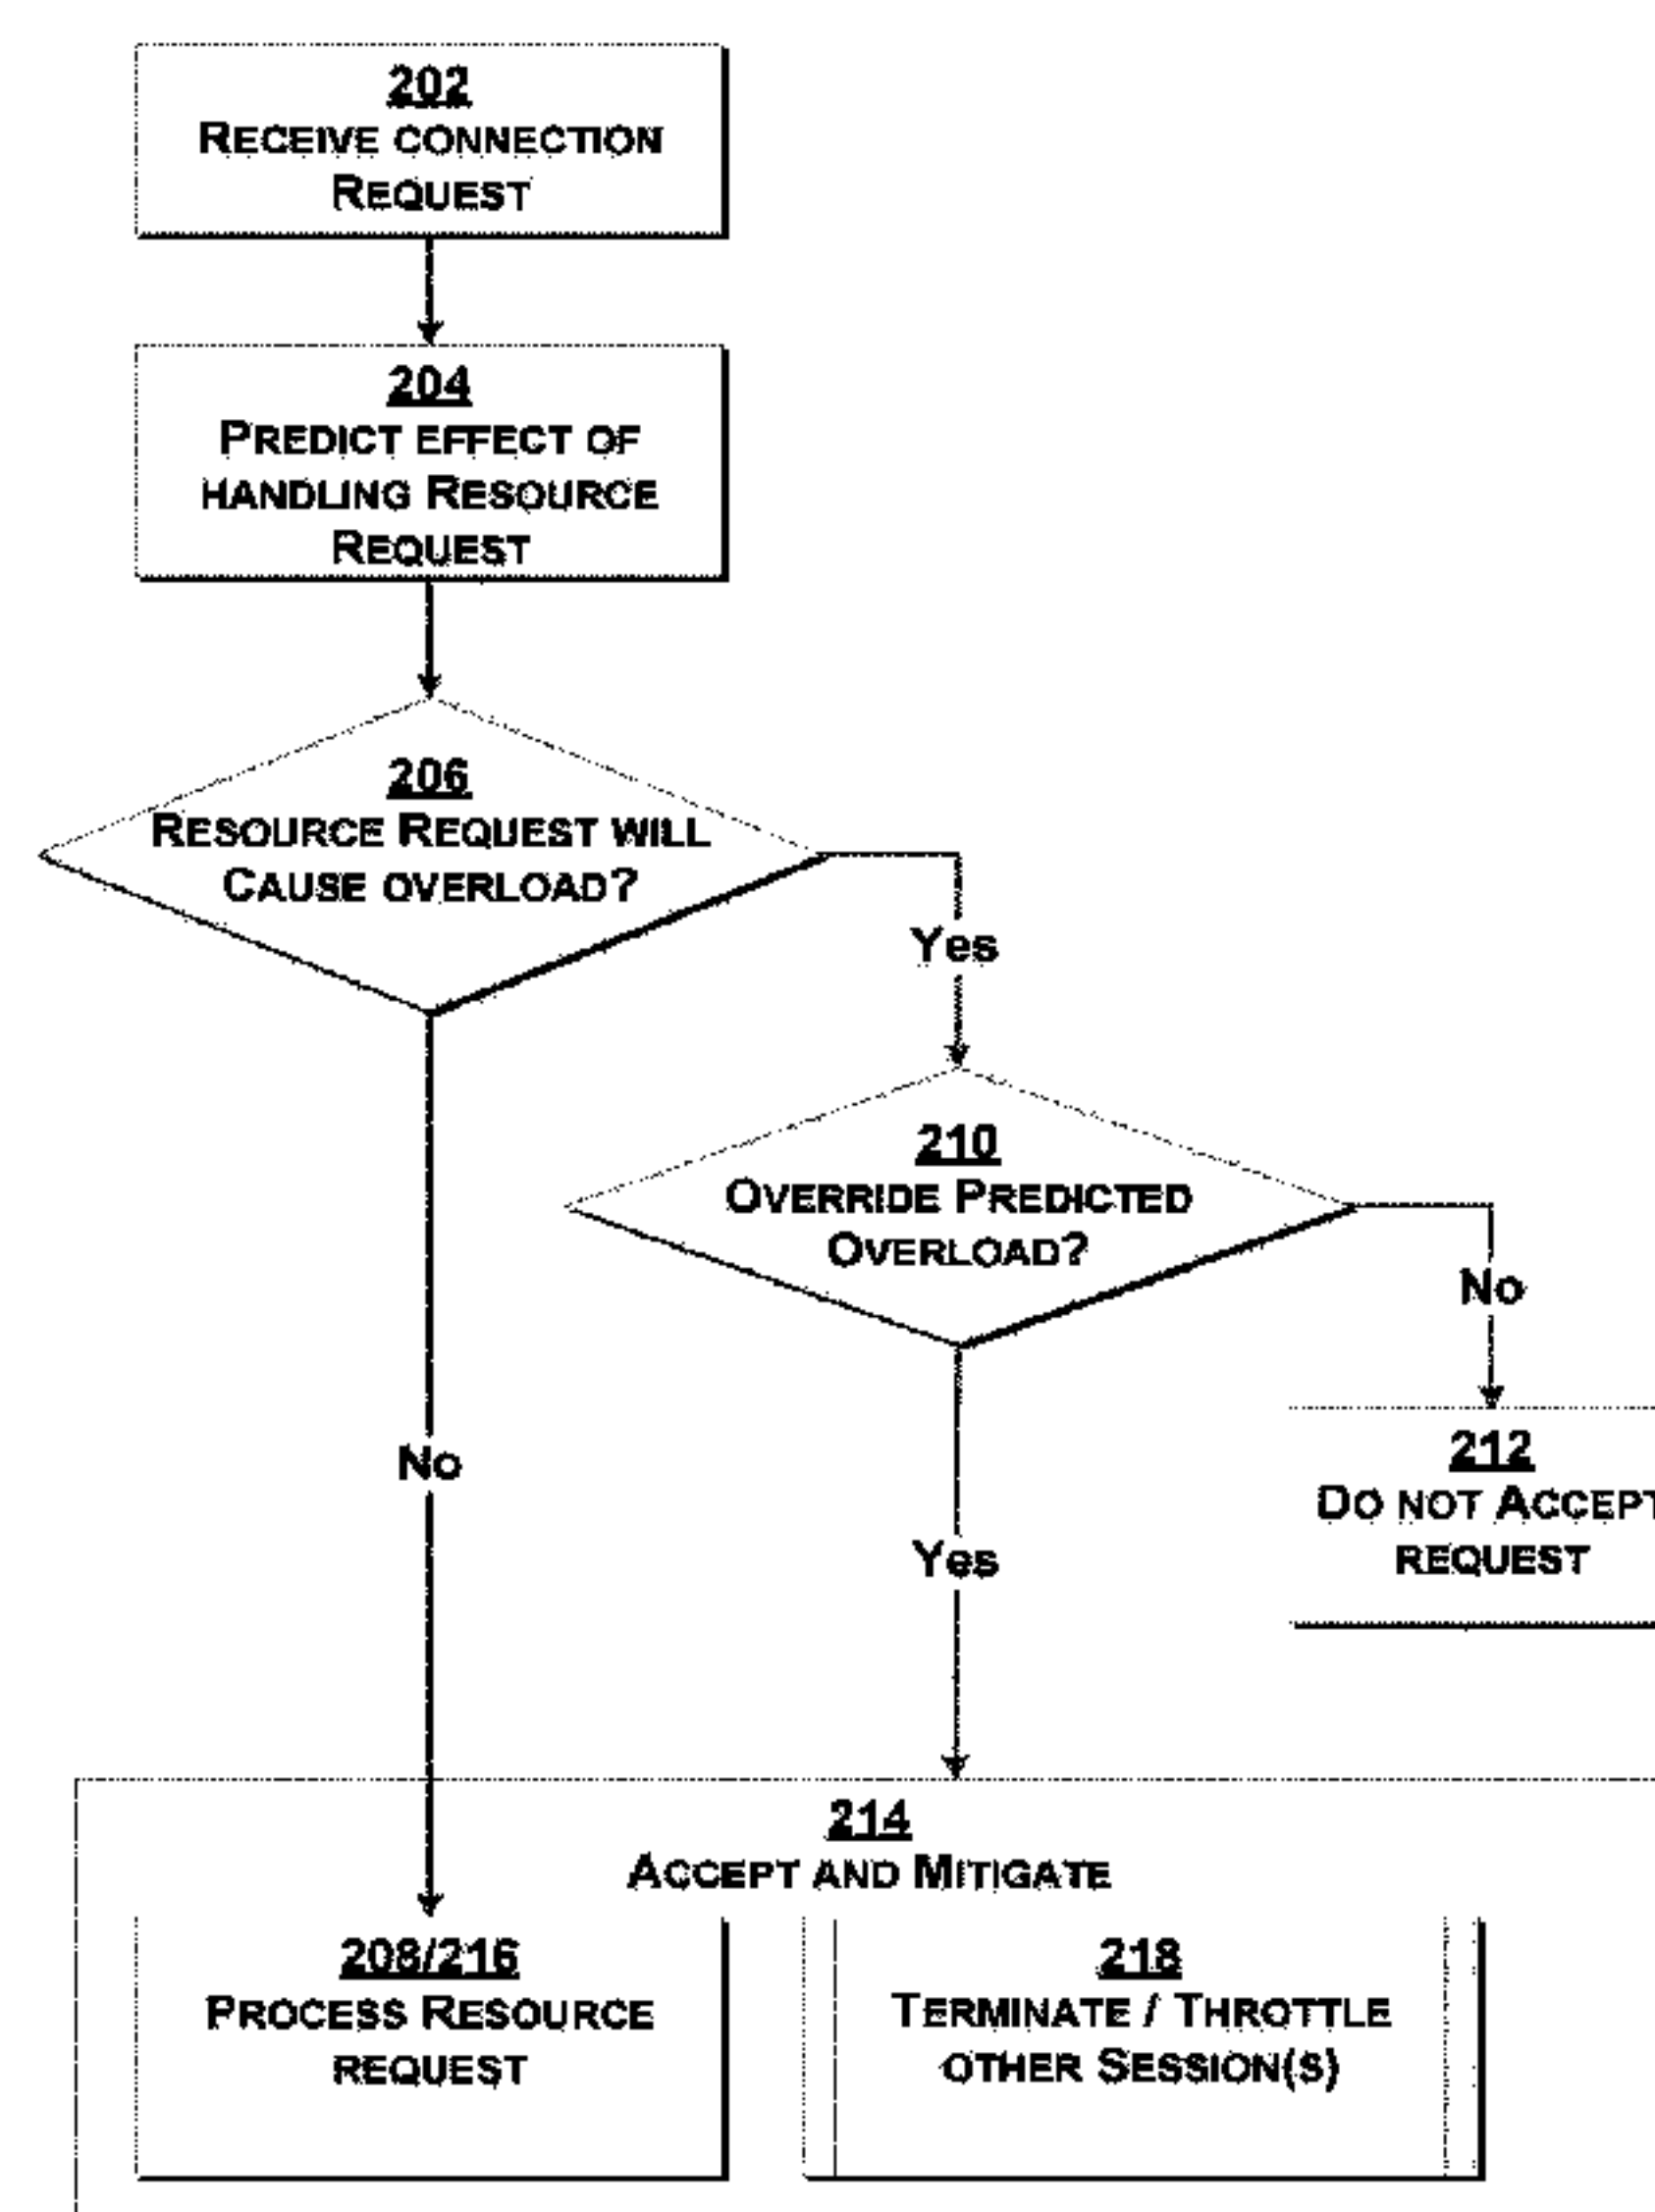 202
RECEIVE CONNECTION
REQUEST
204
PREDICT EFFECT OF
HANDLING RESOURCE
REQUEST
206
RESOURCE REQUEST WILL
CAUSE OVERLOAD?
Yes
210
OVERRIDE PREDICTED
OVERLOAD?
No
212
DO NOT ACCEPT
REQUEST
No
Yes
214
ACCEPT AND MITIGATE
208/216
PROCESS RESOURCE
REQUEST
218
TERMINATE / THROTTLE
OTHER SESSION(S)